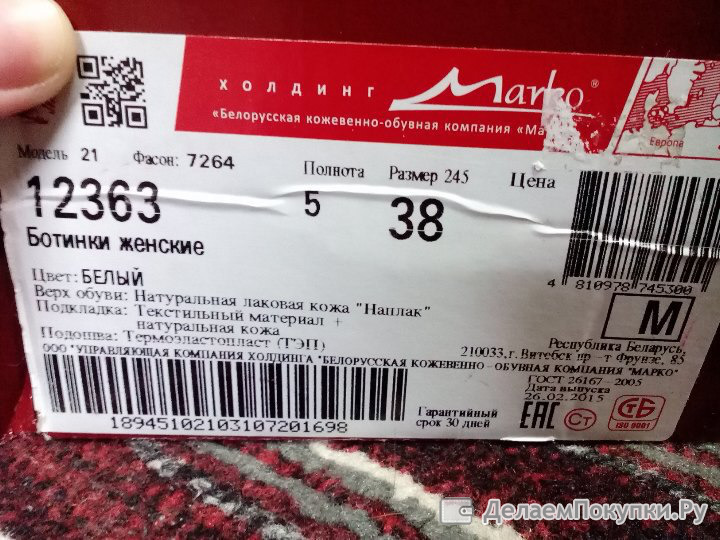 ХОЛДИНГ Marko®
«Белорусская кожевенно-обувная компания «Ма
Европа
Модель 21 Фасон: 7264 Полнота Размер 245 Цена
12363 5 38
Ботинки женские
4 810978 745300
Цвет: БЕЛЫЙ
Верх обуви: Натуральная лаковая кожа "Наплак"
Подкладка: Текстильный материал +
натуральная кожа
М
Подошва: Термоэластопласт (ТЭП)
Республика Беларусь,
210033, г. Витебск пр-т Фрунзе, 85
ООО "УПРАВЛЯЮЩАЯ КОМПАНИЯ ХОЛДИНГА "БЕЛОРУССКАЯ КОЖЕВЕННО-ОБУВНАЯ КОМПАНИЯ "МАРКО"
ГОСТ 26167-2005
Дата выпуска
26.02.2015
18945102103107201698
Гарантийный
срок 30 дней
ЕАС СТ СТБ
ISO 9001
ДелаемПокупки.Ру